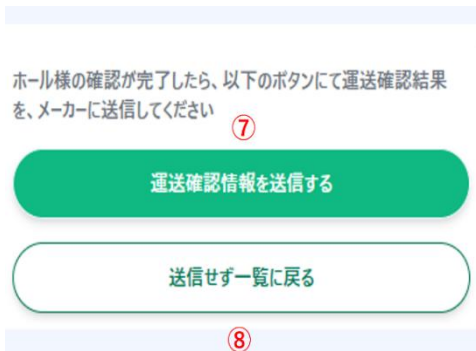 ホール様の確認が完了したら、以下のボタンにて運送確認結果
を、メーカーに送信してください
⑦
運送確認情報を送信する
送信せず一覧に戻る
⑧